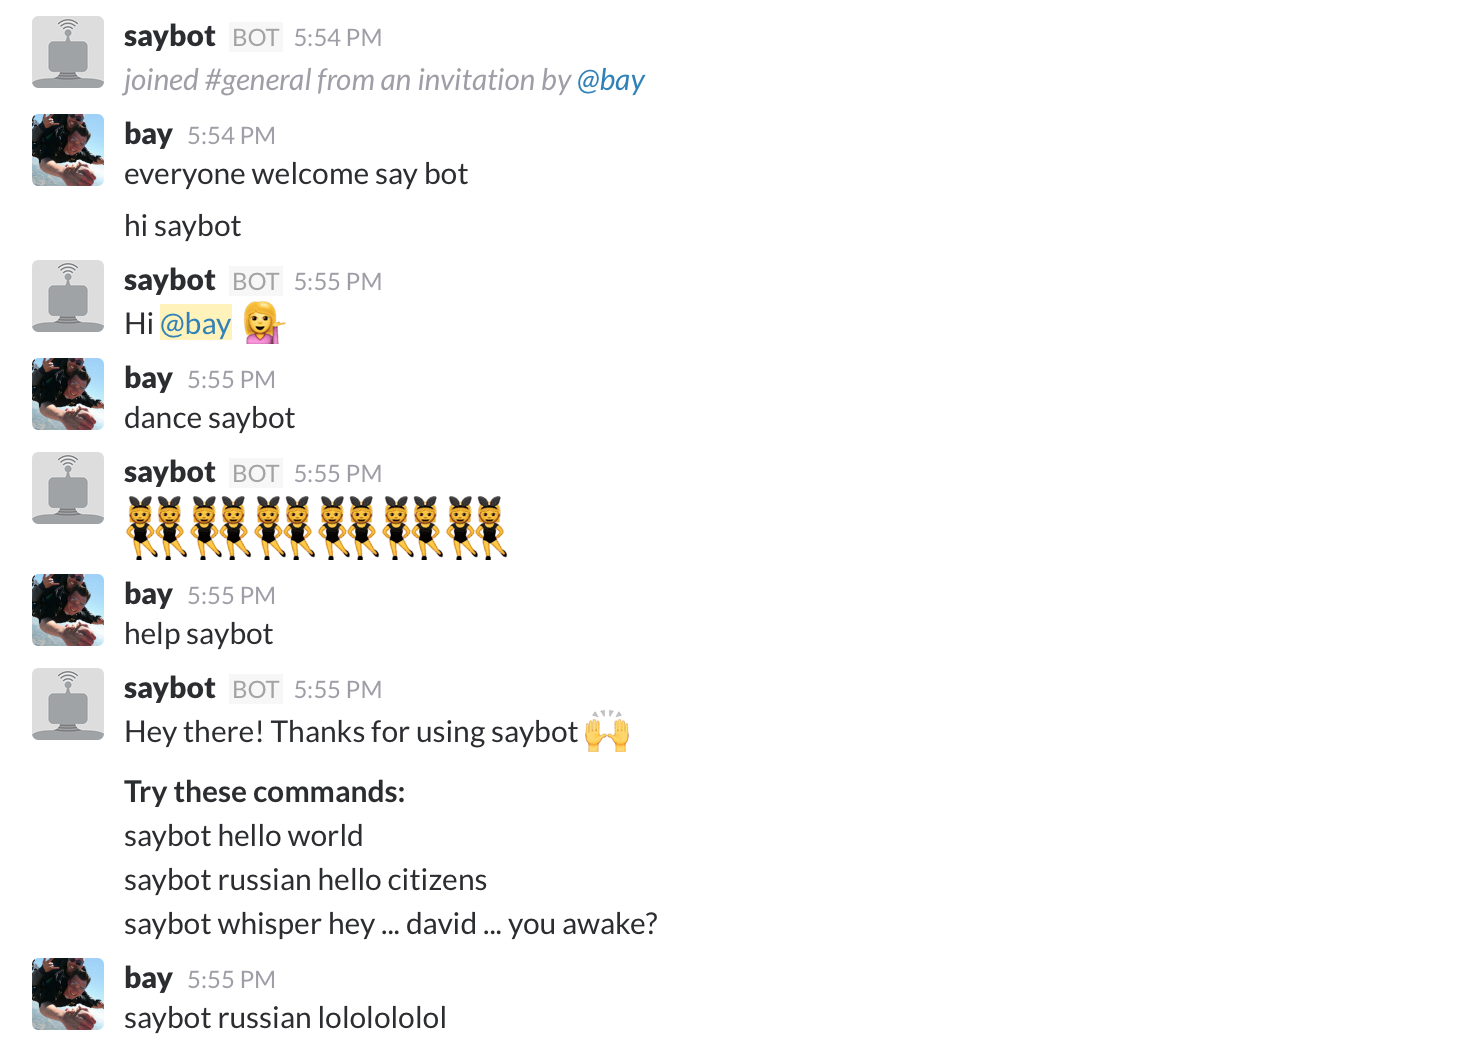 saybot BOT 5:54 PM
joined #general from an invitation by @bay
bay 5:54 PM
everyone welcome say bot
hi saybot
saybot BOT 5:55 PM
Hi @bay 💁
bay 5:55 PM
dance saybot
saybot BOT 5:55 PM
👯👯👯👯👯👯
bay 5:55 PM
help saybot
saybot BOT 5:55 PM
Hey there! Thanks for using saybot 🙌
Try these commands:
saybot hello world
saybot russian hello citizens
saybot whisper hey ... david ... you awake?
bay 5:55 PM
saybot russian lolololol